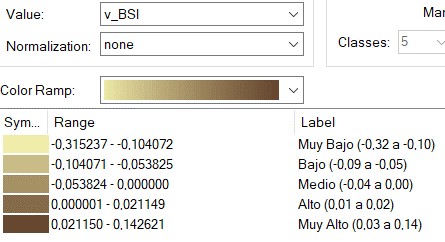 Value: v_BSI Mar
Normalization: none Classes: 5
Color Ramp:
Sym... Range Label
-0,315237 - -0,104072 Muy Bajo (-0,32 a -0,10)
-0,104071 - -0,053825 Bajo (-0,09 a -0,05)
-0,053824 - 0,000000 Medio (-0,04 a 0,00)
0,000001 - 0,021149 Alto (0,01 a 0,02)
0,021150 - 0,142621 Muy Alto (0,03 a 0,14)